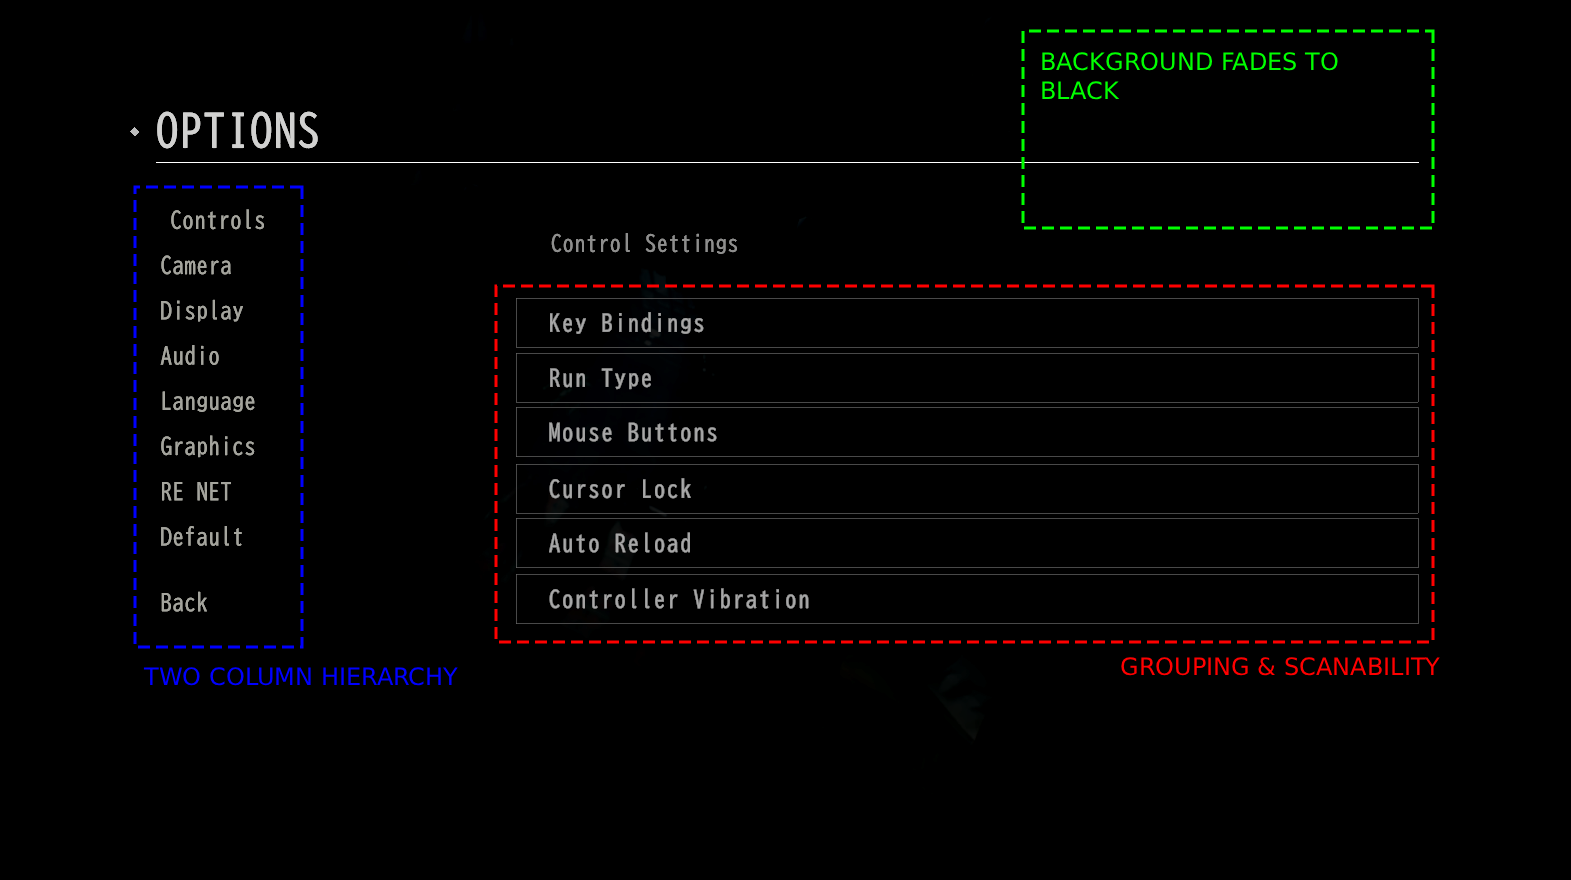 BACKGROUND FADES TO
BLACK
OPTIONS
Controls
Camera
Display
Audio
Language
Graphics
RE NET
Default
Back
TWO COLUMN HIERARCHY
Control Settings
Key Bindings
Run Type
Mouse Buttons
Cursor Lock
Auto Reload
Controller Vibration
GROUPING & SCANABILITY